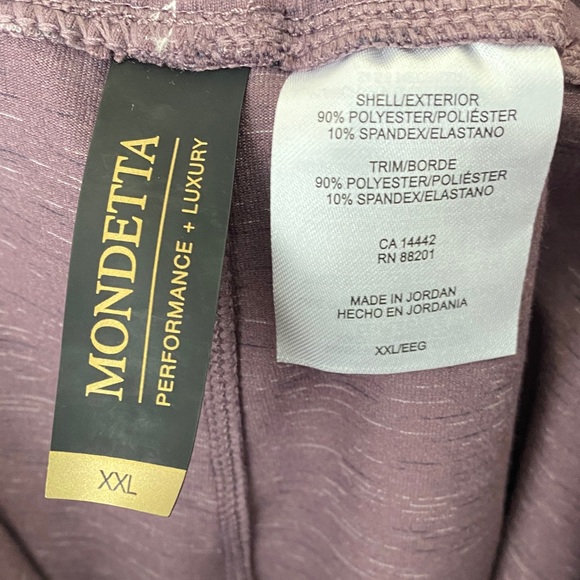 MONDETTA
PERFORMANCE + LUXURY
XXL
SHELL/EXTERIOR
90% POLYESTER/POLIÉSTER
10% SPANDEX/ELASTANO
TRIM/BORDE
90% POLYESTER/POLIÉSTER
10% SPANDEX/ELASTANO
CA 14442
RN 88201
MADE IN JORDAN
HECHO EN JORDANIA
XXL/EEG